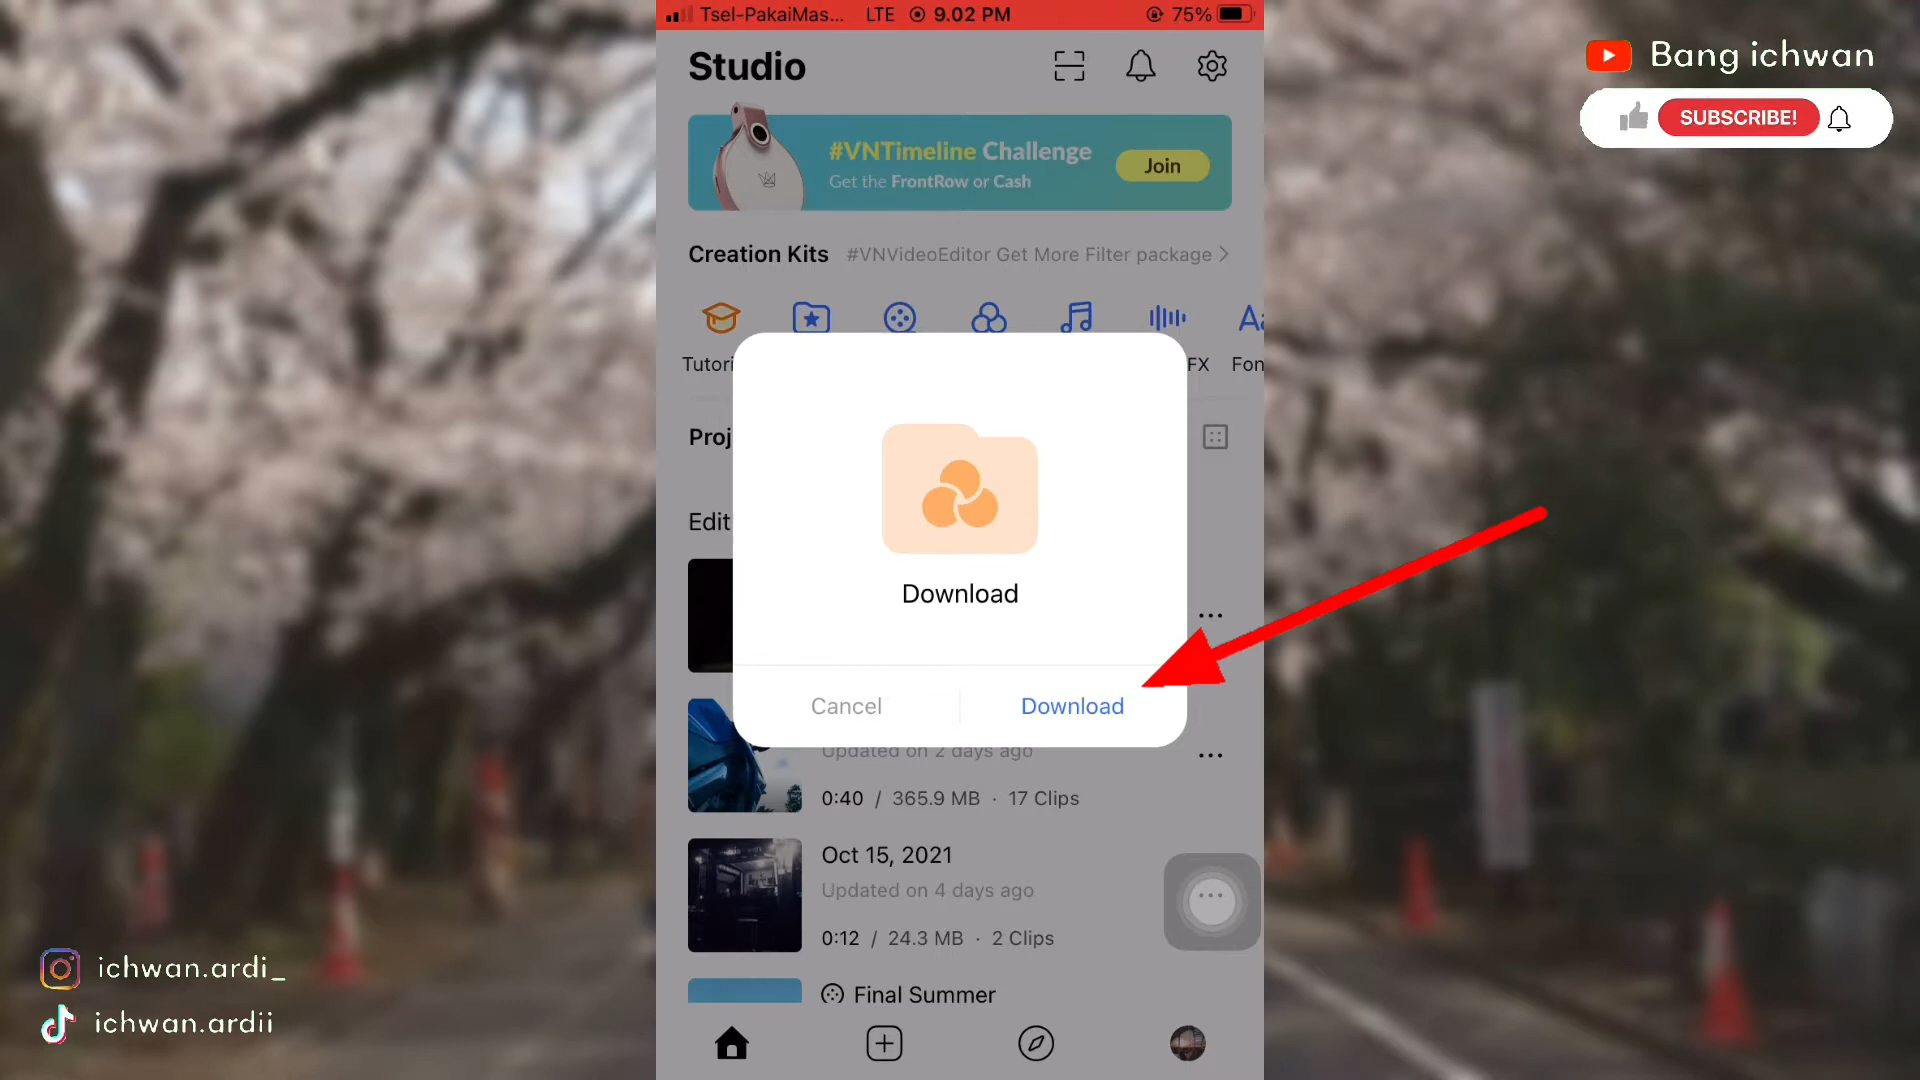 Tsel-PakaiMas... LTE 9.02 PM 75%
Bang ichwan
SUBSCRIBE!
Studio
#VNTimeline Challenge
Get the FrontRow or Cash
Join
Creation Kits #VNVideoEditor Get More Filter package
Aa
Tutori
FX
Fon
Proj
Edit
Download
Cancel
Download
Updated on 2 days ago
0:40 / 365.9 MB · 17 Clips
Oct 15, 2021
Updated on 4 days ago
0:12 / 24.3 MB · 2 Clips
Final Summer
ichwan.ardi_
ichwan.ardii